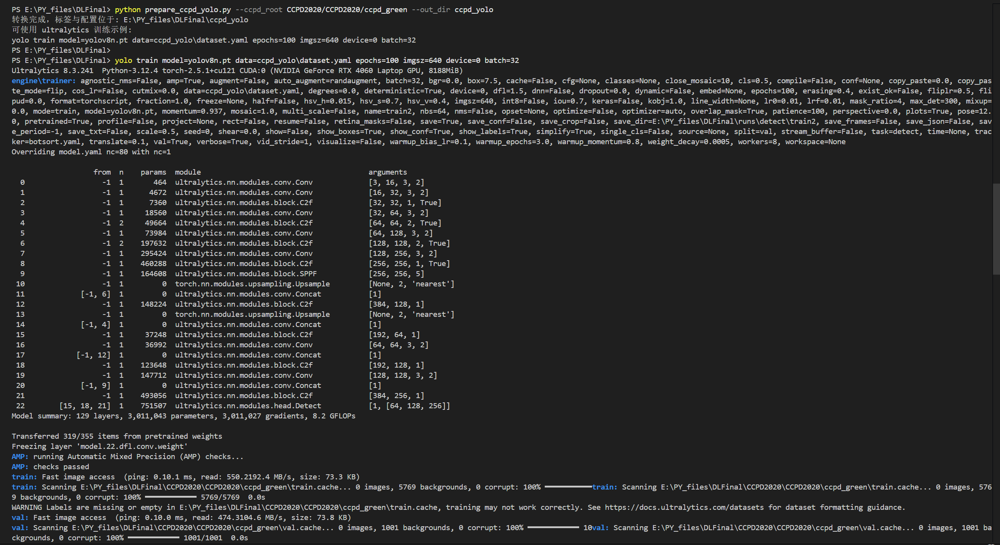 PS E:\PY_files\DLFinal> python prepare_ccpd_yolo.py --ccpd_root CCPD2020/CCPD2020/ccpd_green --out_dir ccpd_yolo
转换完成，标签与配置位于: E:\PY_files\DLFinal\ccpd_yolo
可使用 ultralytics 训练示例:
yolo train model=yolov8n.pt data=ccpd_yolo\dataset.yaml epochs=100 imgsz=640 device=0 batch=32
PS E:\PY_files\DLFinal>
PS E:\PY_files\DLFinal> yolo train model=yolov8n.pt data=ccpd_yolo\dataset.yaml epochs=100 imgsz=640 device=0 batch=32
Ultralytics 8.3.241  Python-3.12.4 torch-2.5.1+cu121 CUDA:0 (NVIDIA GeForce RTX 4060 Laptop GPU, 8188MiB)
engine\trainer: agnostic_nms=False, amp=True, augment=False, auto_augment=randaugment, batch=32, bgr=0.0, box=7.5, cache=False, cfg=None, classes=None, close_mosaic=10, cls=0.5, compile=False, conf=None, copy_paste=0.0, copy_pas
te_mode=flip, cos_lr=False, cutmix=0.0, data=ccpd_yolo\dataset.yaml, degrees=0.0, deterministic=True, device=0, dfl=1.5, dnn=False, dropout=0.0, dynamic=False, embed=None, epochs=100, erasing=0.4, exist_ok=False, fliplr=0.5, fli
pud=0.0, format=torchscript, fraction=1.0, freeze=None, half=False, hsv_h=0.015, hsv_s=0.7, hsv_v=0.4, imgsz=640, int8=False, iou=0.7, keras=False, kobj=1.0, line_width=None, lr0=0.01, lrf=0.01, mask_ratio=4, max_det=300, mixup=
0.0, mode=train, model=yolov8n.pt, momentum=0.937, mosaic=1.0, multi_scale=False, name=train2, nbs=64, nms=False, opset=None, optimize=False, optimizer=auto, overlap_mask=True, patience=100, perspective=0.0, plots=True, pose=12.
0, pretrained=True, profile=False, project=None, rect=False, resume=False, retina_masks=False, save=True, save_conf=False, save_crop=False, save_dir=E:\PY_files\DLFinal\runs\detect\train2, save_frames=False, save_json=False, sav
e_period=-1, save_txt=False, scale=0.5, seed=0, shear=0.0, show=False, show_boxes=True, show_conf=True, show_labels=True, simplify=True, single_cls=False, source=None, split=val, stream_buffer=False, task=detect, time=None, trac
ker=botsort.yaml, translate=0.1, val=True, verbose=True, vid_stride=1, visualize=False, warmup_bias_lr=0.1, warmup_epochs=3.0, warmup_momentum=0.8, weight_decay=0.0005, workers=8, workspace=None
Overriding model.yaml nc=80 with nc=1
from  n    params  module                                       arguments
0                  -1  1       464  ultralytics.nn.modules.conv.Conv             [3, 16, 3, 2]
1                  -1  1      4672  ultralytics.nn.modules.conv.Conv             [16, 32, 3, 2]
2                  -1  1      7360  ultralytics.nn.modules.block.C2f             [32, 32, 1, True]
3                  -1  1     18560  ultralytics.nn.modules.conv.Conv             [32, 64, 3, 2]
4                  -1  2     49664  ultralytics.nn.modules.block.C2f             [64, 64, 2, True]
5                  -1  1     73984  ultralytics.nn.modules.conv.Conv             [64, 128, 3, 2]
6                  -1  2    197632  ultralytics.nn.modules.block.C2f             [128, 128, 2, True]
7                  -1  1    295424  ultralytics.nn.modules.conv.Conv             [128, 256, 3, 2]
8                  -1  1    460288  ultralytics.nn.modules.block.C2f             [256, 256, 1, True]
9                  -1  1    164608  ultralytics.nn.modules.block.SPPF            [256, 256, 5]
10                  -1  1         0  torch.nn.modules.upsampling.Upsample         [None, 2, 'nearest']
11             [-1, 6]  1         0  ultralytics.nn.modules.conv.Concat           [1]
12                  -1  1    148224  ultralytics.nn.modules.block.C2f             [384, 128, 1]
13                  -1  1         0  torch.nn.modules.upsampling.Upsample         [None, 2, 'nearest']
14             [-1, 4]  1         0  ultralytics.nn.modules.conv.Concat           [1]
15                  -1  1     37248  ultralytics.nn.modules.block.C2f             [192, 64, 1]
16                  -1  1     36992  ultralytics.nn.modules.conv.Conv             [64, 64, 3, 2]
17            [-1, 12]  1         0  ultralytics.nn.modules.conv.Concat           [1]
18                  -1  1    123648  ultralytics.nn.modules.block.C2f             [192, 128, 1]
19                  -1  1    147712  ultralytics.nn.modules.conv.Conv             [128, 128, 3, 2]
20             [-1, 9]  1         0  ultralytics.nn.modules.conv.Concat           [1]
21                  -1  1    493056  ultralytics.nn.modules.block.C2f             [384, 256, 1]
22        [15, 18, 21]  1    751507  ultralytics.nn.modules.head.Detect           [1, [64, 128, 256]]
Model summary: 129 layers, 3,011,043 parameters, 3,011,027 gradients, 8.2 GFLOPs
Transferred 319/355 items from pretrained weights
Freezing layer 'model.22.dfl.conv.weight'
AMP: running Automatic Mixed Precision (AMP) checks...
AMP: checks passed
train: Fast image access  (ping: 0.10.1 ms, read: 550.2192.4 MB/s, size: 73.3 KB)
train: Scanning E:\PY_files\DLFinal\CCPD2020\CCPD2020\ccpd_green\train.cache... 0 images, 5769 backgrounds, 0 corrupt: 100% ━━━━━━━━━━━train: Scanning E:\PY_files\DLFinal\CCPD2020\CCPD2020\ccpd_green\train.cache... 0 images, 576
9 backgrounds, 0 corrupt: 100% ━━━━━━━━━━━━ 5769/5769  0.0s
WARNING Labels are missing or empty in E:\PY_files\DLFinal\CCPD2020\CCPD2020\ccpd_green\train.cache, training may not work correctly. See https://docs.ultralytics.com/datasets for dataset formatting guidance.
val: Fast image access  (ping: 0.10.0 ms, read: 474.3104.6 MB/s, size: 73.8 KB)
val: Scanning E:\PY_files\DLFinal\CCPD2020\CCPD2020\ccpd_green\val.cache... 0 images, 1001 backgrounds, 0 corrupt: 100% ━━━━━━━━━━━━ 10val: Scanning E:\PY_files\DLFinal\CCPD2020\CCPD2020\ccpd_green\val.cache... 0 images, 1001 ba
ckgrounds, 0 corrupt: 100% ━━━━━━━━━━━━ 1001/1001  0.0s